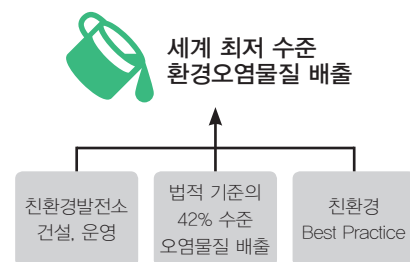 세계 최저 수준
환경오염물질 배출
친환경발전소
건설, 운영
법적 기준의
42% 수준
오염물질 배출
친환경
Best Practice